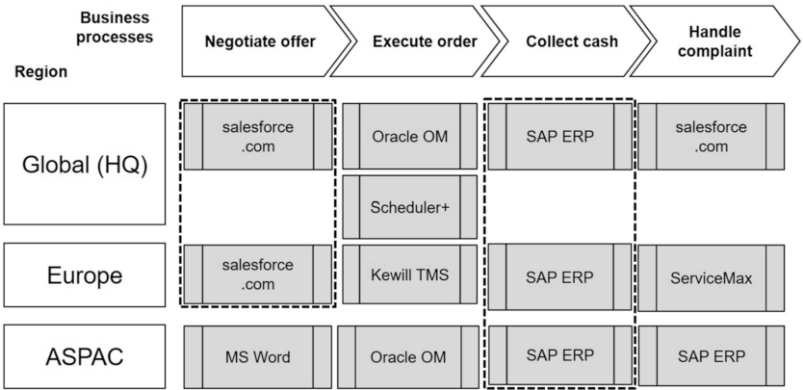 Business
processes
Negotiate offer
Execute order
Collect cash
Handle
complaint
Region
Global (HQ)
salesforce
.com
Oracle OM
SAP ERP
salesforce
.com
Scheduler+
Europe
salesforce
.com
Kewill TMS
SAP ERP
ServiceMax
ASPAC
MS Word
Oracle OM
SAP ERP
SAP ERP